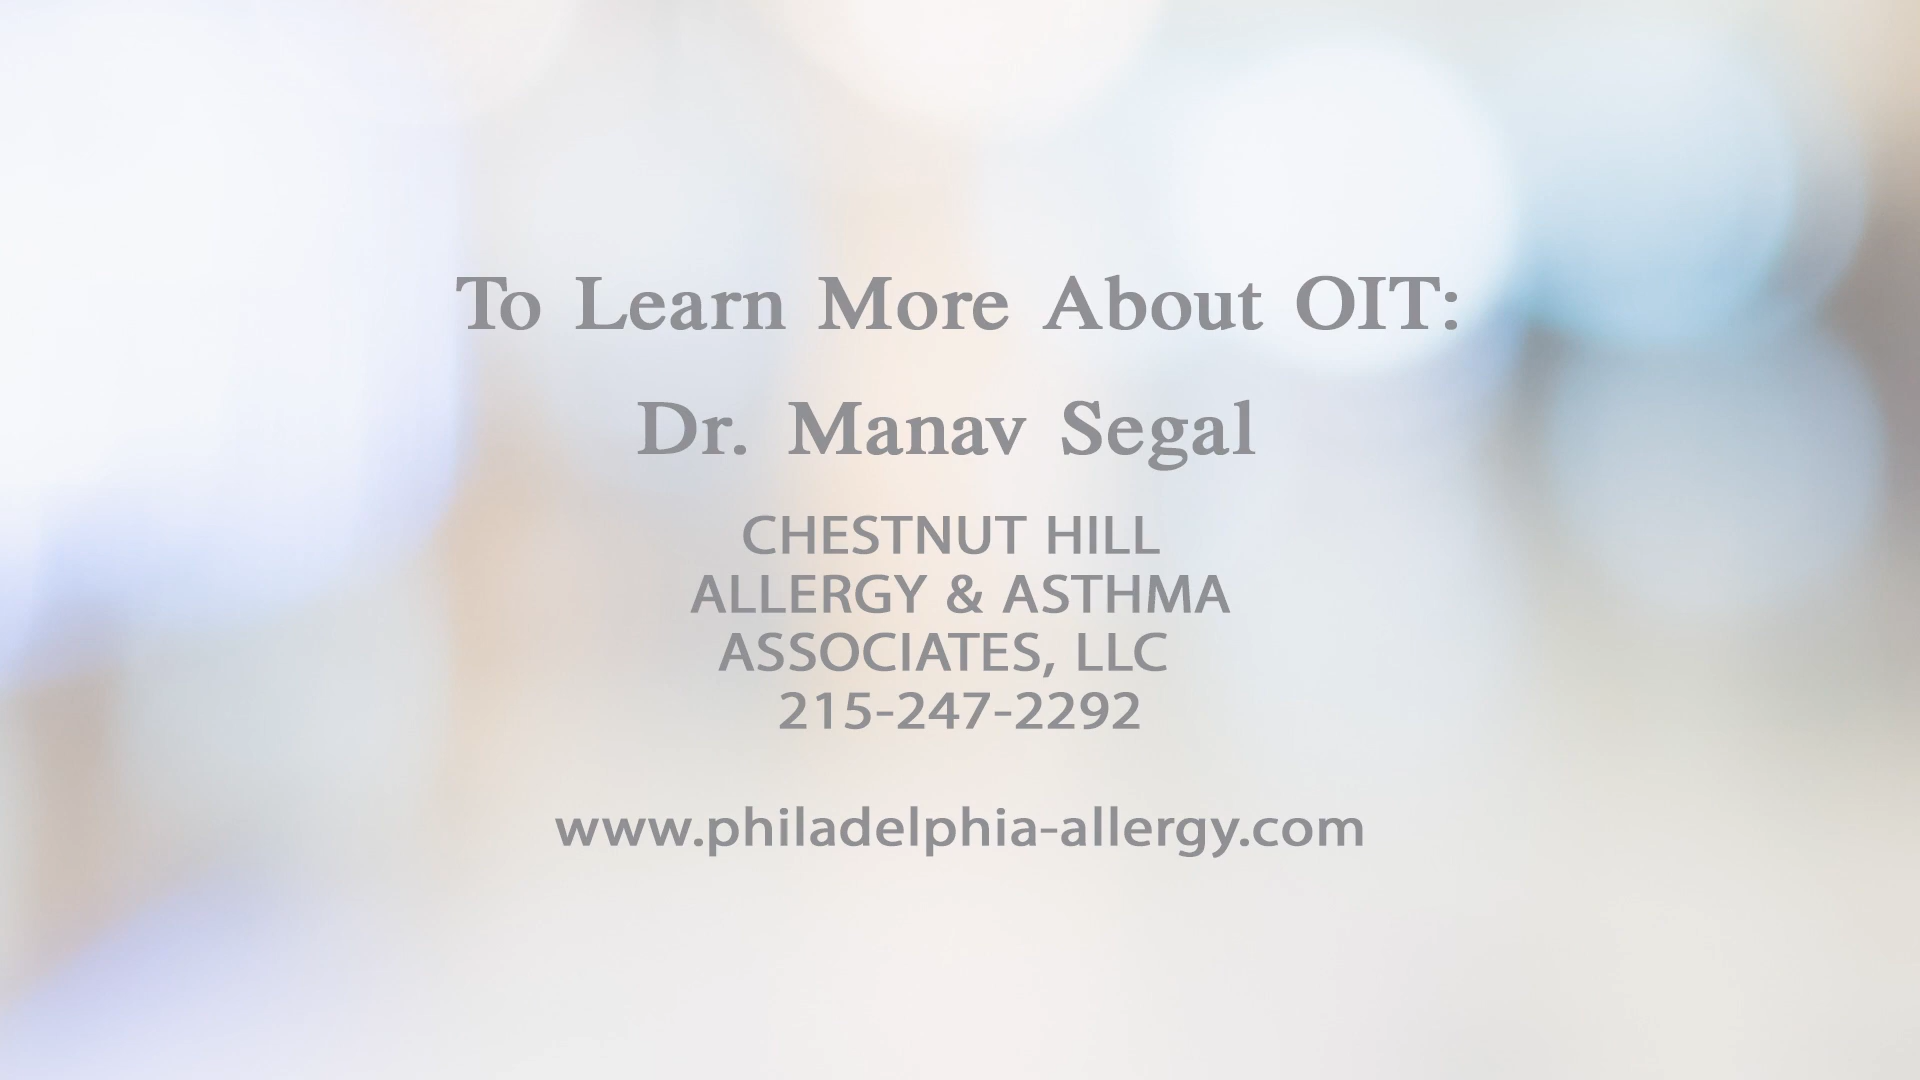 To Learn More About OIT:
Dr. Manav Segal
CHESTNUT HILL
ALLERGY & ASTHMA
ASSOCIATES, LLC
215-247-2292
www.philadelphia-allergy.com